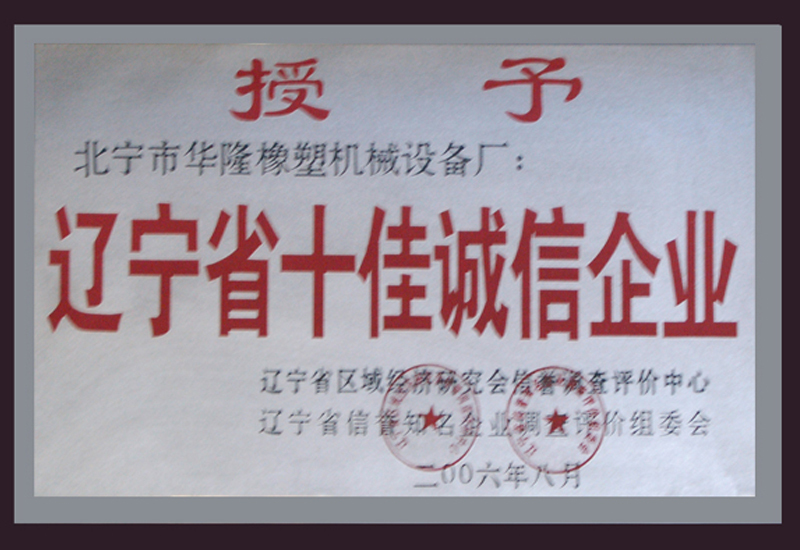 授 予
北宁市华隆橡塑机械设备厂：
辽宁省十佳诚信企业
辽宁省区域经济研究会信誉调查评价中心
辽宁省信誉知名企业调查评价组委会
二00六年八月